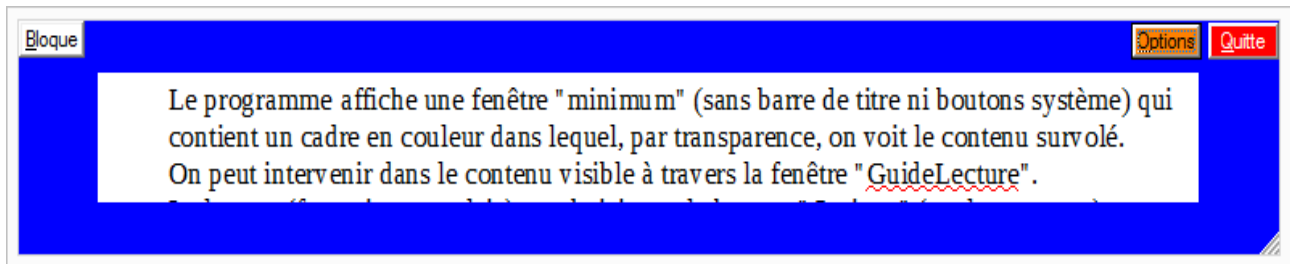 Bloque
Options
Quitte
Le programme affiche une fenêtre "minimum" (sans barre de titre ni boutons système) qui
contient un cadre en couleur dans lequel, par transparence, on voit le contenu survolé.
On peut intervenir dans le contenu visible à travers la fenêtre "GuideLecture".